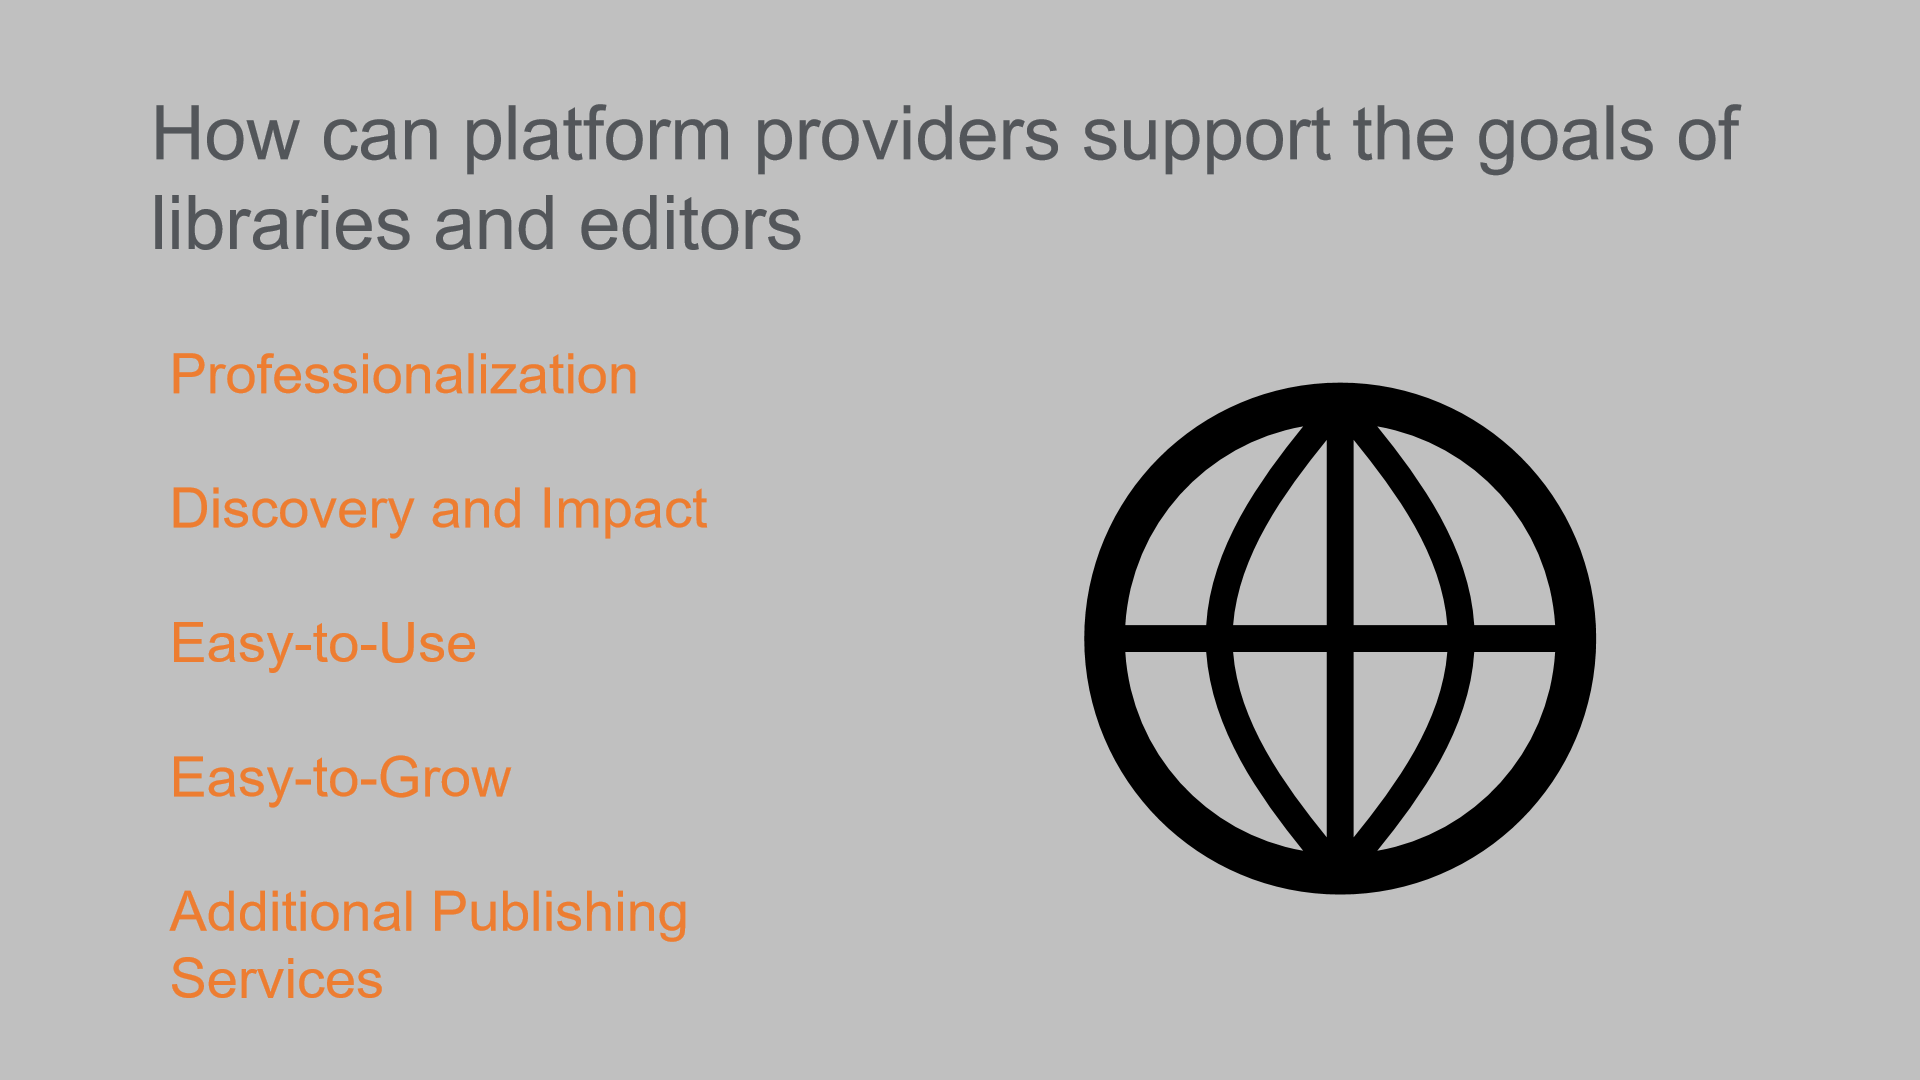 How can platform providers support the goals of
libraries and editors
Professionalization
Discovery and Impact
Easy-to-Use
Easy-to-Grow
Additional Publishing
Services